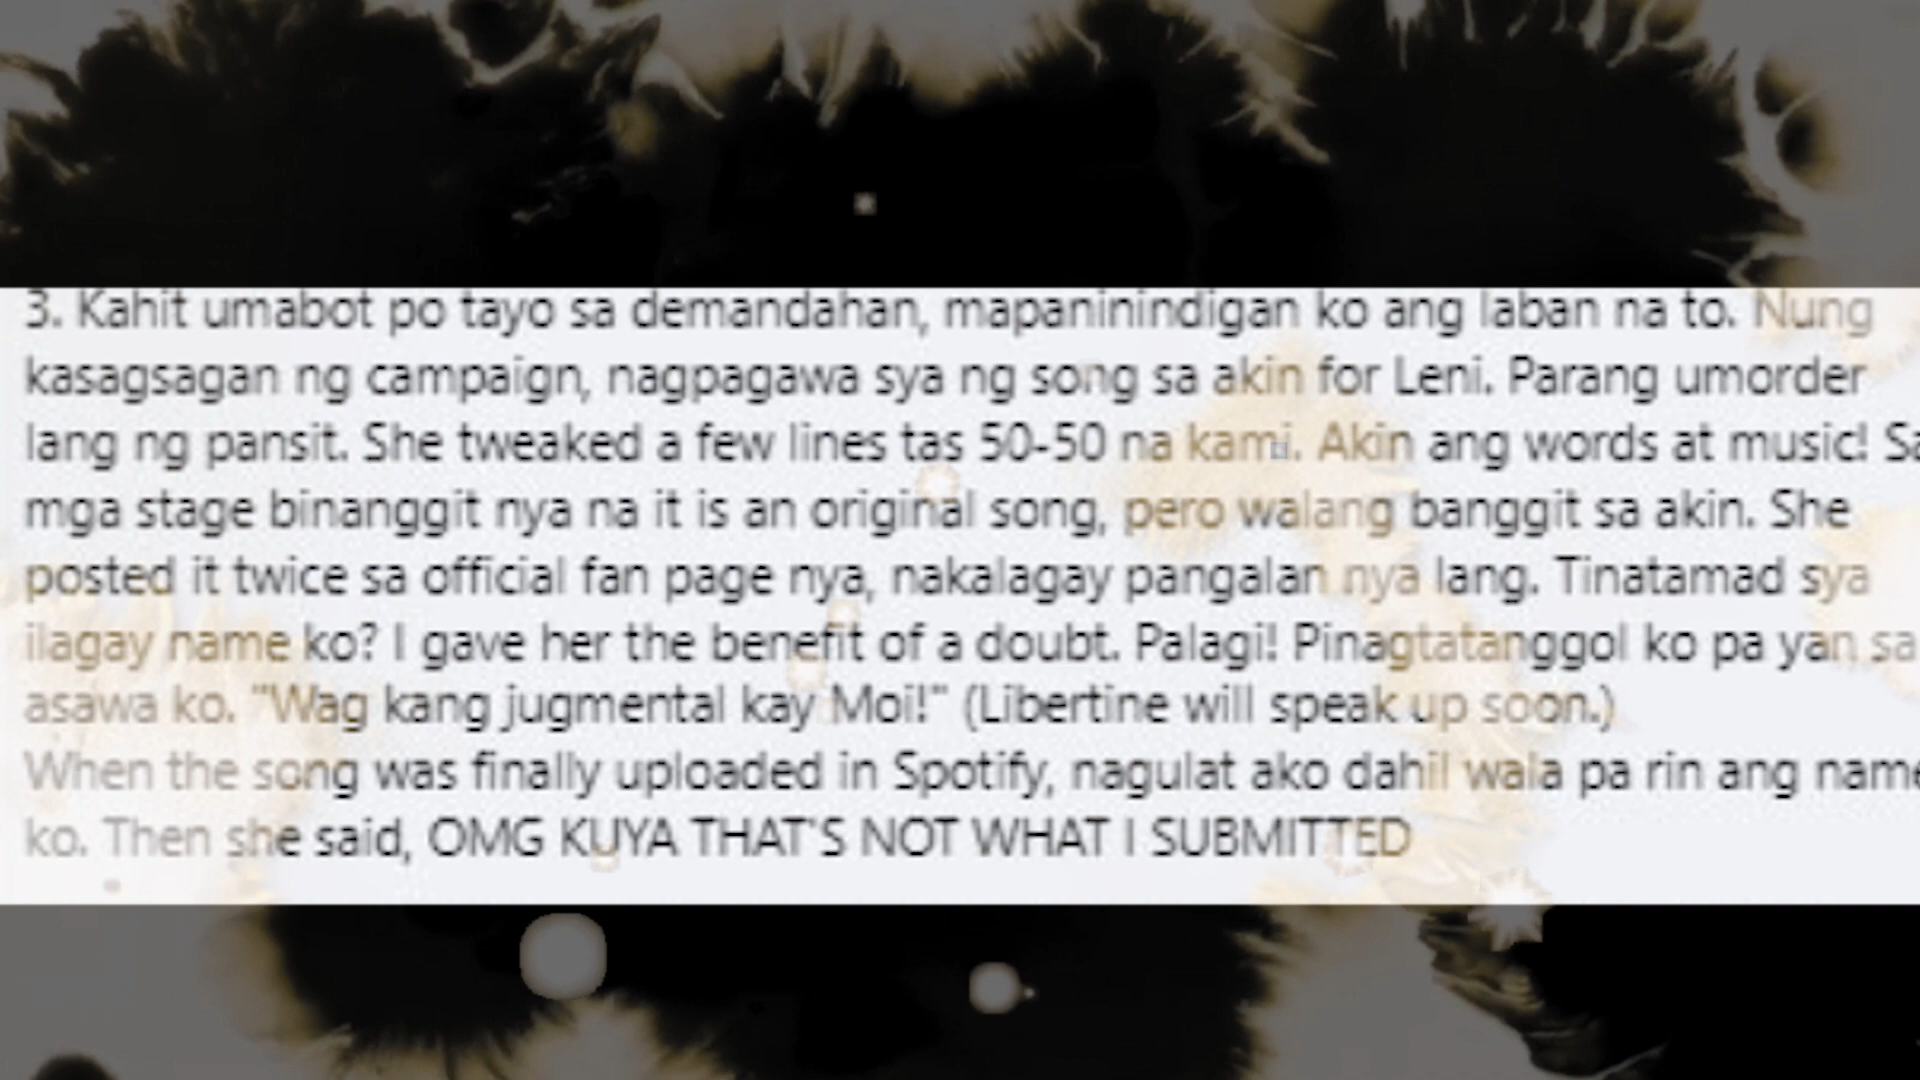 3. Kahit umabot po tayo sa demandahan, mapaninindigan ko ang laban na to. Nung
kasagsagan ng campaign, nagpagawa sya ng song sa akin for Leni. Parang umorder
lang ng pansit. She tweaked a few lines tas 50-50 na kami. Akin ang words at music! Sa
mga stage binanggit nya na it is an original song, pero walang banggit sa akin. She
posted it twice sa official fan page nya, nakalagay pangalan nya lang. Tinatamad sya
ilagay name ko? I gave her the benefit of a doubt. Palagi! Pinagtatanggol ko pa yan sa
asawa ko. "Wag kang jugmental kay Moi!" (Libertine will speak up soon.)
When the song was finally uploaded in Spotify, nagulat ako dahil wala pa rin ang name
ko. Then she said, OMG KUYA THAT'S NOT WHAT I SUBMITTED